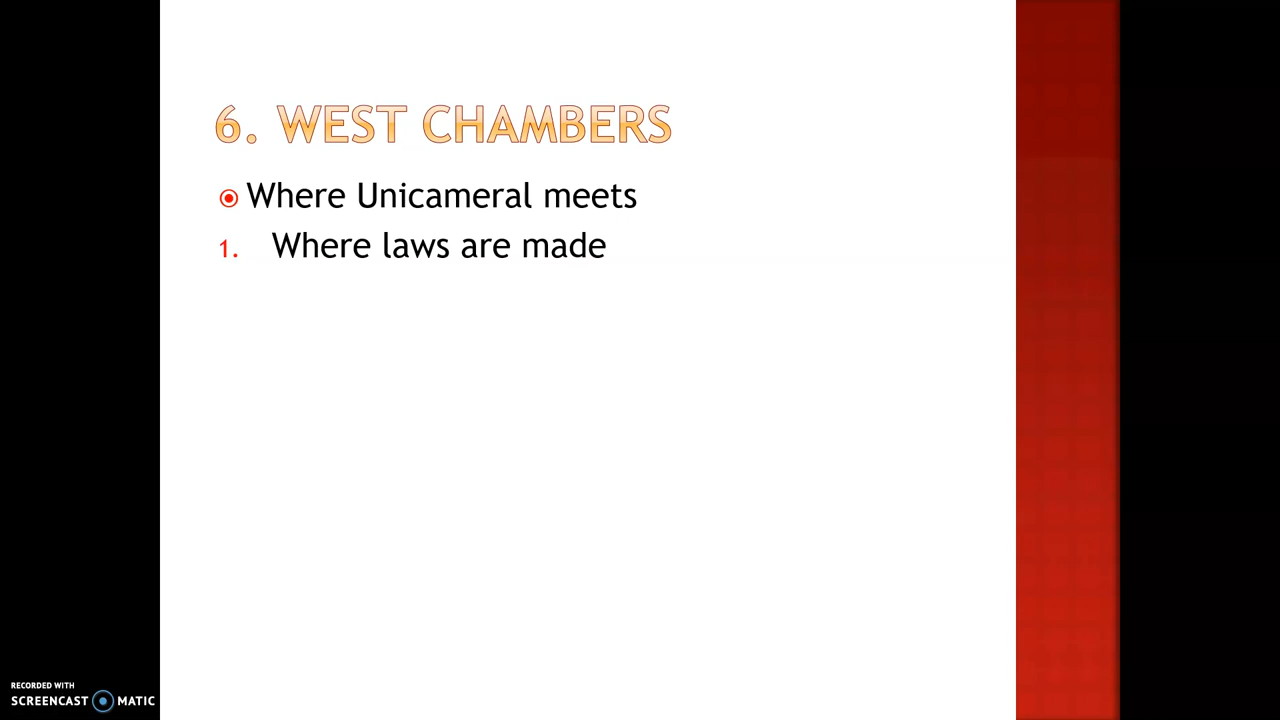 6. WEST CHAMBERS
Where Unicameral meets
1. Where laws are made
RECORDED WITH
SCREENCAST MATIC